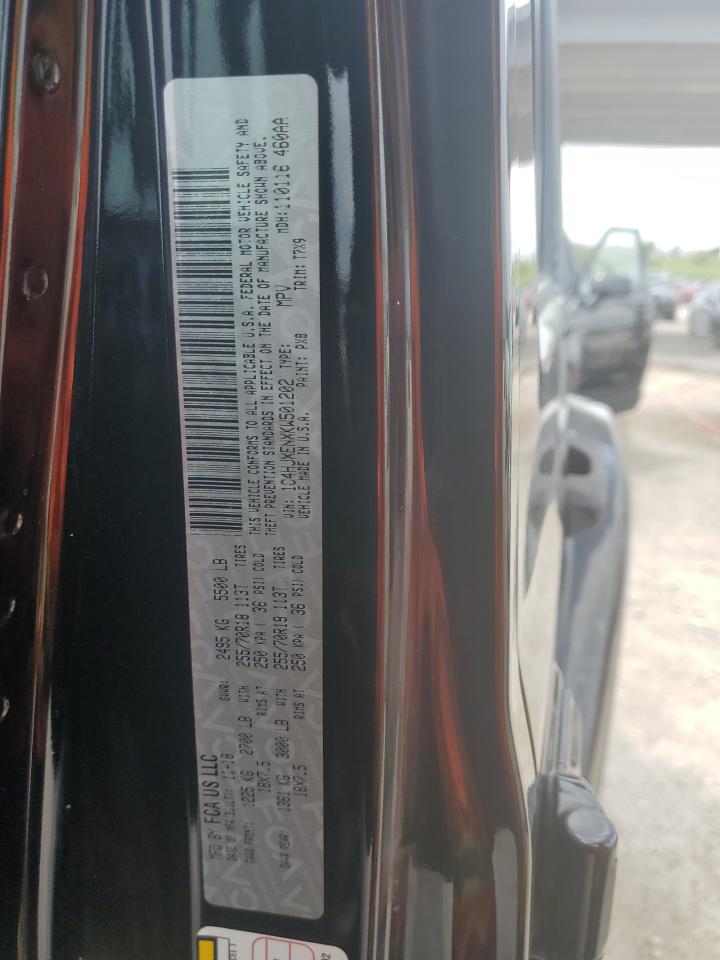 MFD BY FCA US LLC
DATE OF MFR 11-18 GVWR: 2495 KG 5500 LB
GAWR FRONT: 1225 KG 2700 LB WITH 255/70R18 113T TIRES
18X7.5 RIMS AT 250 KPA ( 36 PSI) COLD
GAWR REAR: 1361 KG 3000 LB WITH 255/70R18 113T TIRES
18X7.5 RIMS AT 250 KPA ( 36 PSI) COLD
THIS VEHICLE CONFORMS TO ALL APPLICABLE U.S.A. FEDERAL MOTOR VEHICLE SAFETY AND
THEFT PREVENTION STANDARDS IN EFFECT ON THE DATE OF MANUFACTURE SHOWN ABOVE.
VIN: 1C4HJXENXKW501202 TYPE: MPV MDH: 110116 460AA
VEHICLE MADE IN U.S.A. PAINT: PX8 TRIM: T7X9